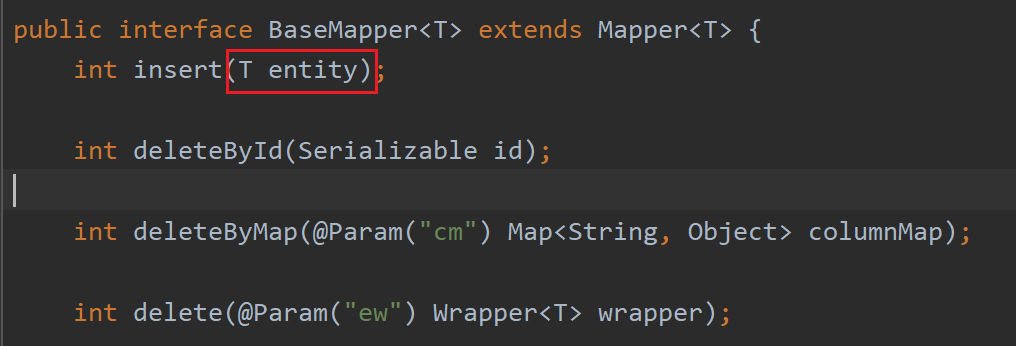 public interface BaseMapper<T> extends Mapper<T> {
int insert(T entity);
int deleteById(Serializable id);
int deleteByMap(@Param("cm") Map<String, Object> columnMap);
int delete(@Param("ew") Wrapper<T> wrapper);